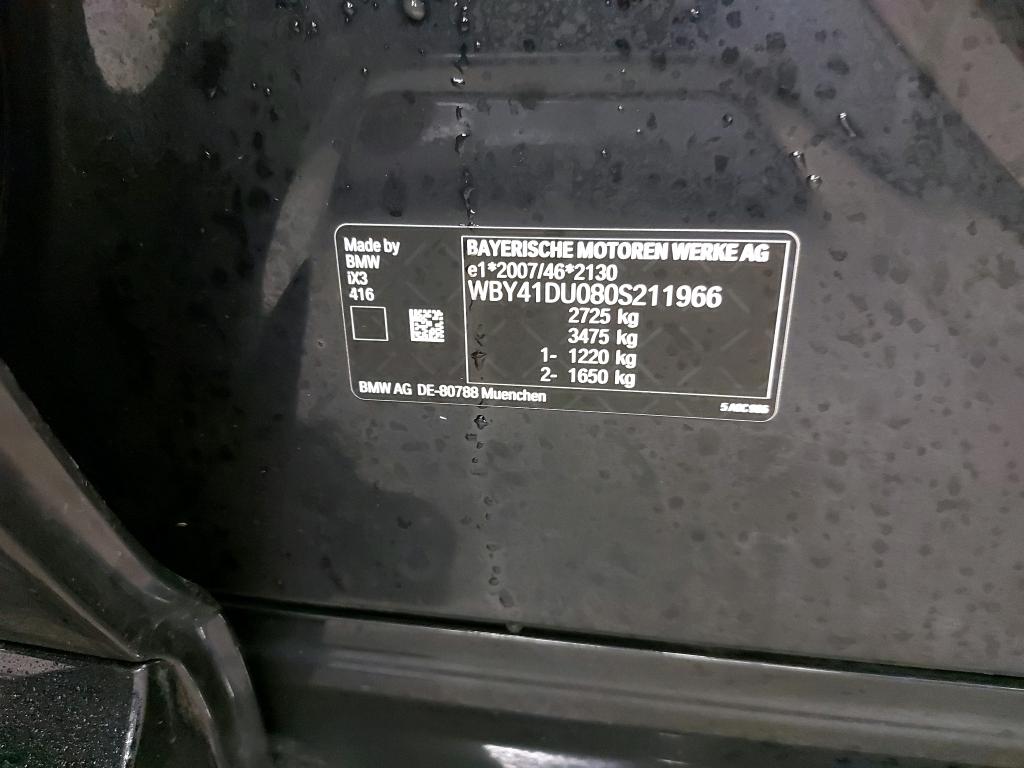 Made by
BMW
iX3
416
BAYERISCHE MOTOREN WERKE AG
e1*2007/46*2130
WBY41DU080S211966
2725 kg
3475 kg
1- 1220 kg
2- 1650 kg
BMW AG DE-80788 Muenchen